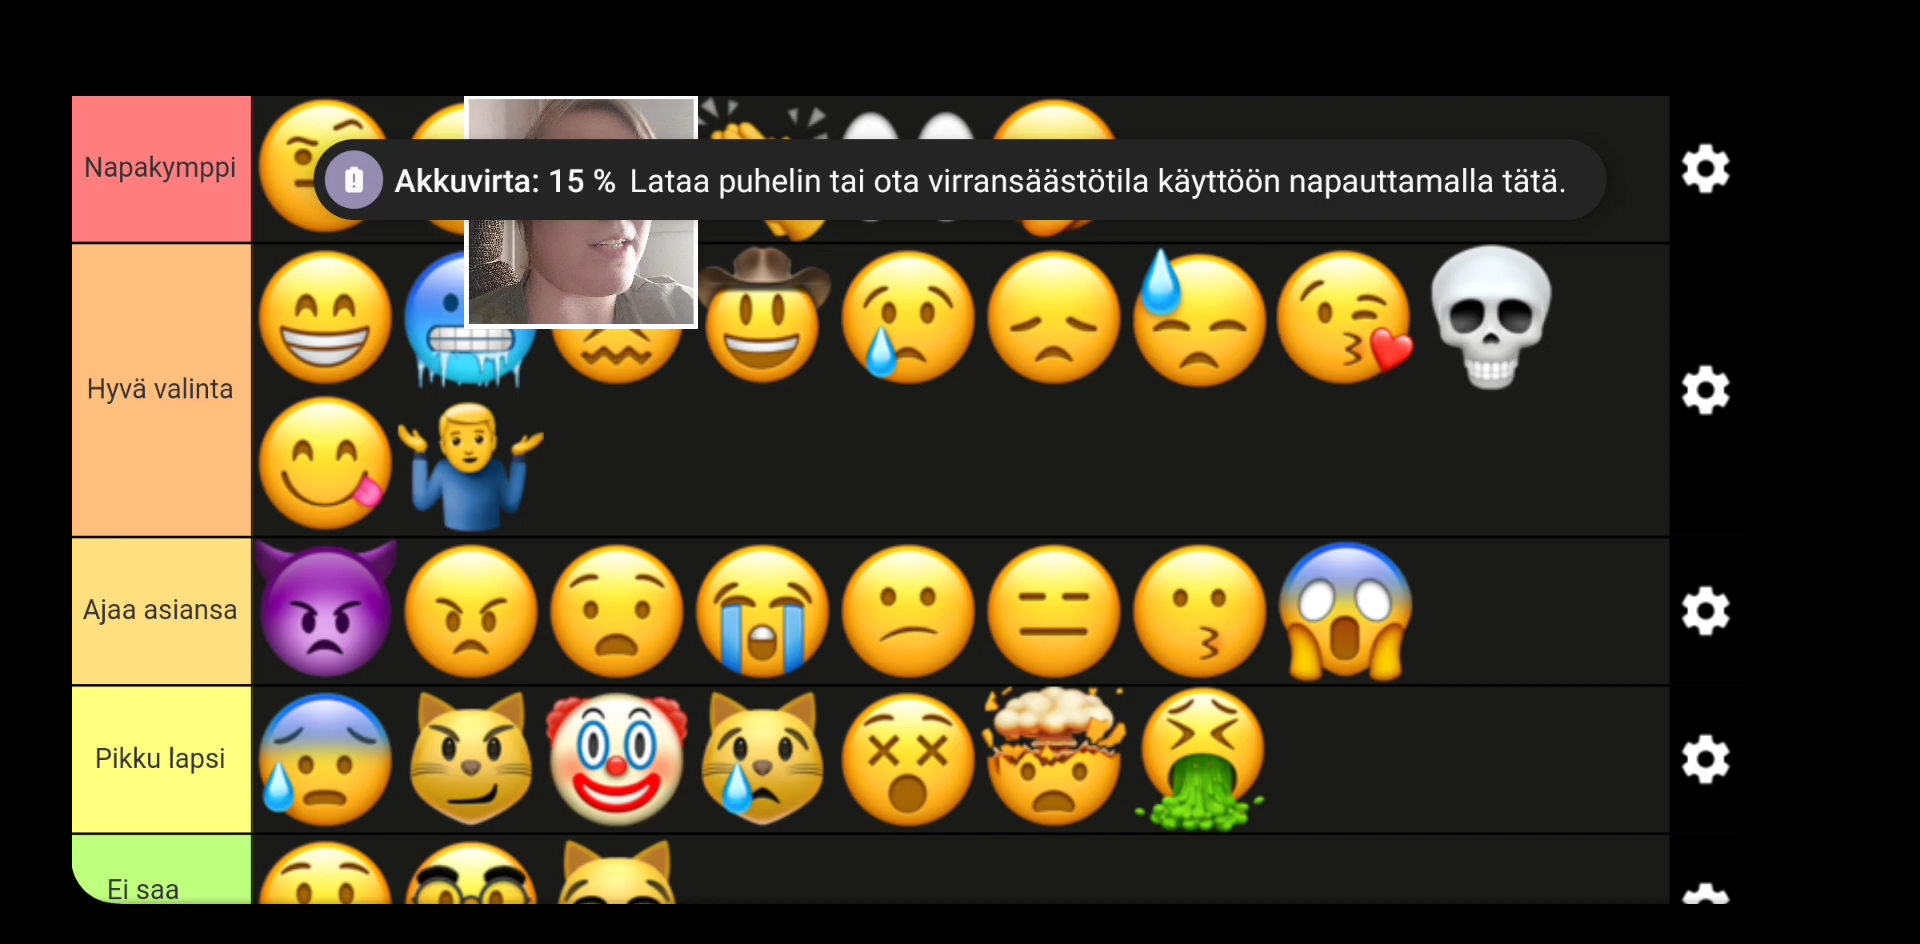 Napakymppi
Akkuvirta: 15 % Lataa puhelin tai ota virransäästötila käyttöön napauttamalla tätä.
Hyvä valinta
Ajaa asiansa
Pikku lapsi
Ei saa